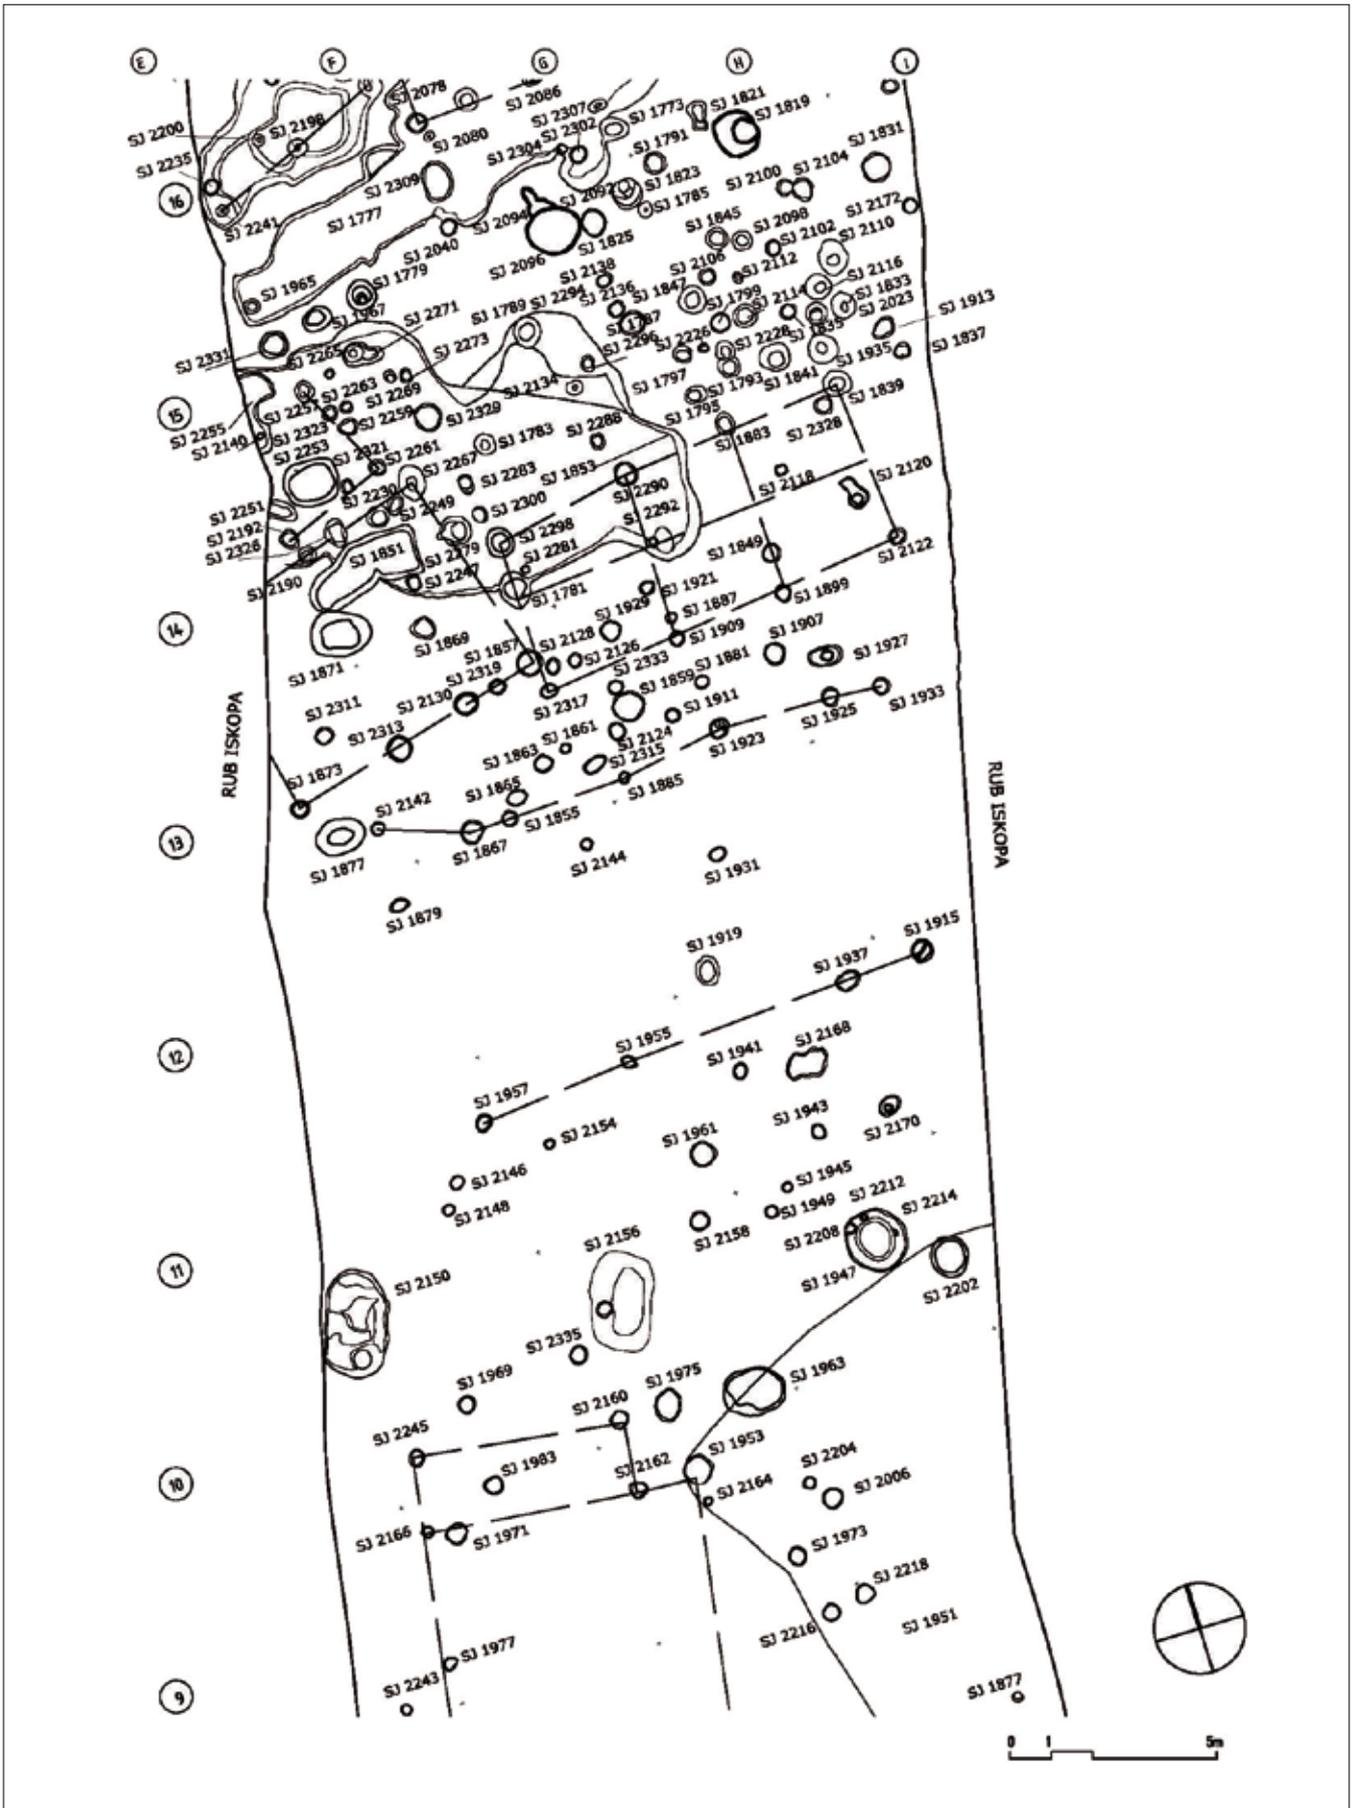 E F G H I
SJ 2078
SJ 2086
SJ 2307
SJ 1773
SJ 1821
SJ 1819
SJ 2200
SJ 2198
SJ 2080
SJ 2302
SJ 2304
SJ 1791
SJ 1831
SJ 2235
SJ 2309
SJ 2092
SJ 1823
SJ 2100
SJ 2104
16
SJ 1785
SJ 2172
SJ 2241
SJ 1777
SJ 2094
SJ 1845
SJ 2098
SJ 2040
SJ 1825
SJ 2102
SJ 2110
SJ 2096
SJ 2138
SJ 2106
SJ 2112
SJ 2116
SJ 1965
SJ 1779
SJ 2294
SJ 2136
SJ 1847
SJ 1799
SJ 2114
SJ 1833
SJ 2023
SJ 1913
SJ 1967
SJ 2271
SJ 1789
SJ 1787
SJ 1835
SJ 2331
SJ 2265
SJ 2273
SJ 2296
SJ 2226
SJ 2228
SJ 1935
SJ 1837
SJ 2263
SJ 2269
SJ 2134
SJ 1797
SJ 1793
SJ 1841
SJ 1839
15
SJ 2255
SJ 2257
SJ 2259
SJ 2329
SJ 1795
SJ 2140
SJ 2323
SJ 2253
SJ 2321
SJ 2261
SJ 1783
SJ 2288
SJ 1883
SJ 2328
SJ 2267
SJ 2283
SJ 1853
SJ 2290
SJ 2118
SJ 2120
SJ 2251
SJ 2230
SJ 2249
SJ 2300
SJ 2292
SJ 2192
SJ 2326
SJ 1851
SJ 2279
SJ 2298
SJ 2281
SJ 1849
SJ 2122
SJ 2190
SJ 2247
SJ 1781
SJ 1921
SJ 1899
14
SJ 1929
SJ 1887
SJ 1869
SJ 1857
SJ 2128
SJ 1909
SJ 1907
SJ 1871
SJ 2319
SJ 2126
SJ 1881
SJ 1927
SJ 2130
SJ 2333
SJ 1859
SJ 2311
SJ 2317
SJ 1911
SJ 1925
SJ 1933
RUB ISKOPA
SJ 2313
SJ 1861
SJ 2124
SJ 1923
SJ 1863
SJ 2315
SJ 1873
SJ 1865
SJ 1885
RUB ISKOPA
SJ 2142
SJ 1855
13
SJ 1877
SJ 1867
SJ 2144
SJ 1931
SJ 1879
SJ 1919
SJ 1915
SJ 1937
12
SJ 1955
SJ 1941
SJ 2168
SJ 1957
SJ 2154
SJ 1961
SJ 1943
SJ 2170
SJ 2146
SJ 1945
SJ 2148
SJ 2158
SJ 1949
SJ 2212
SJ 2214
SJ 2156
SJ 2208
11
SJ 2150
SJ 1947
SJ 2202
SJ 2335
SJ 1969
SJ 1975
SJ 1963
SJ 2160
SJ 2245
10
SJ 1983
SJ 2162
SJ 1953
SJ 2204
SJ 2164
SJ 2006
SJ 2166
SJ 1971
SJ 1973
SJ 2218
SJ 2216
SJ 1951
SJ 1977
9
SJ 2243
SJ 1877
0 1 5m